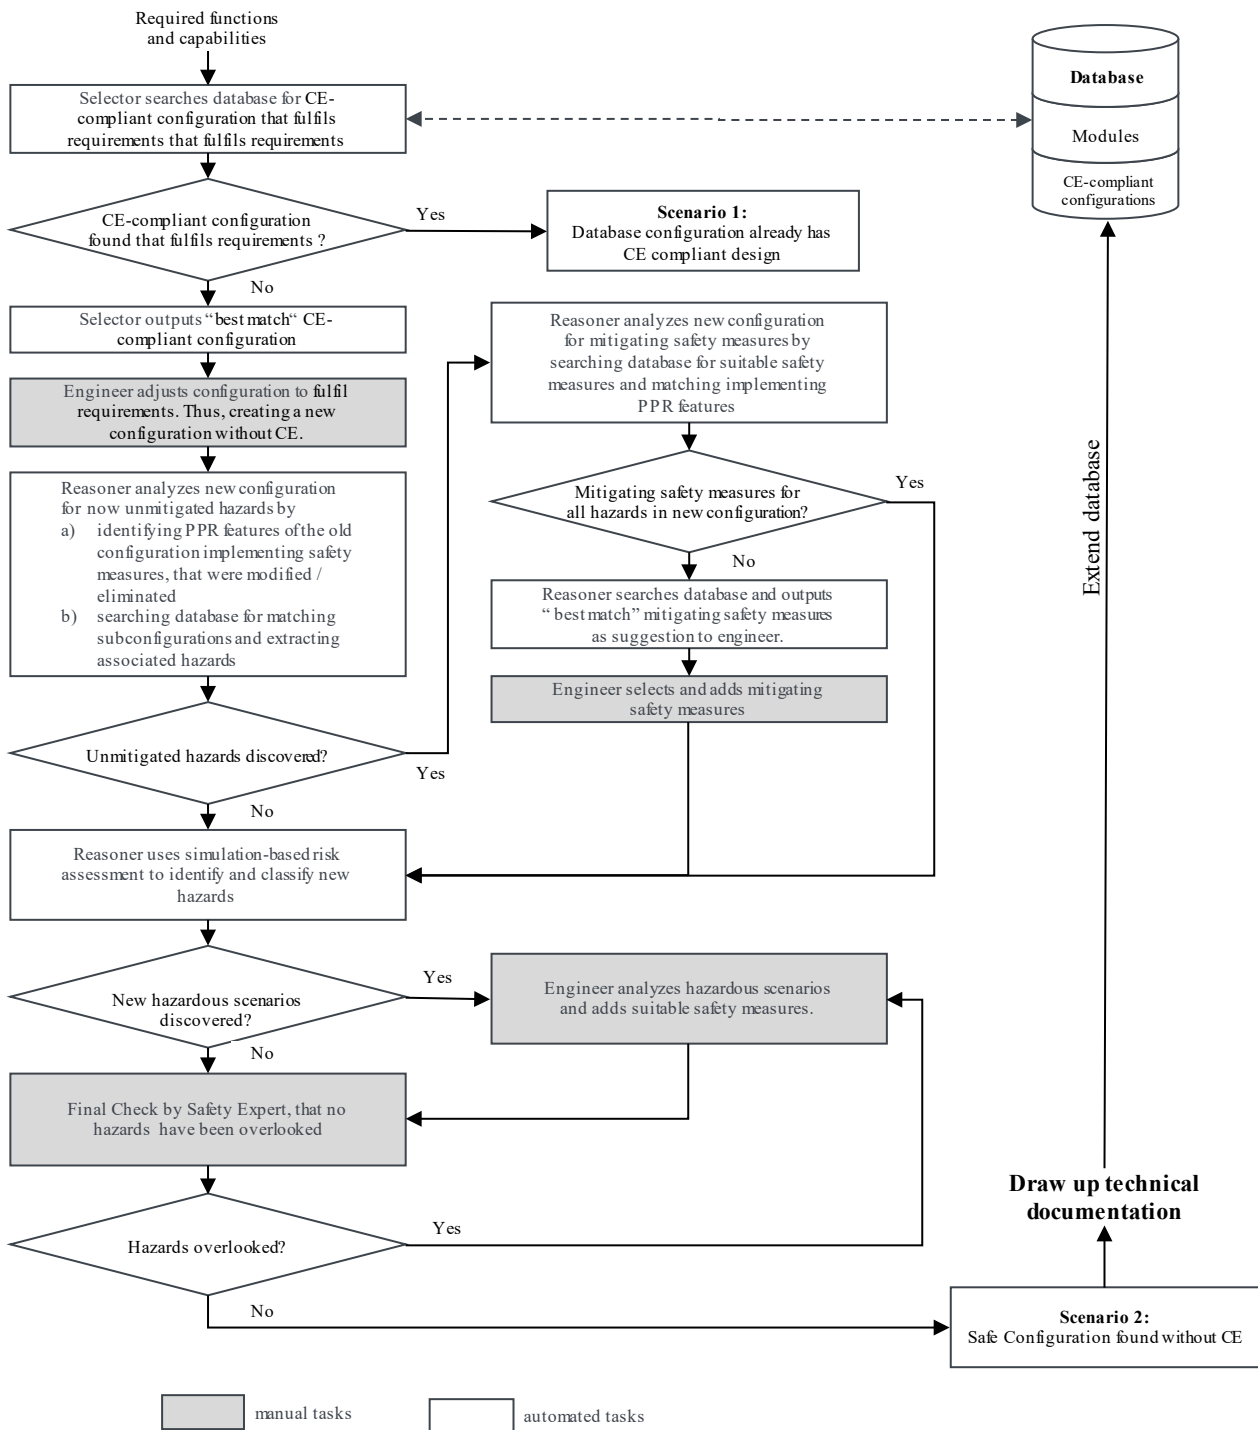 Required functions
and capabilities
Selector searches database for CE-
compliant configuration that fulfils
requirements that fulfils requirements
Database
Modules
CE-compliant
configurations
CE-compliant configuration
found that fulfils requirements ?
Yes
Scenario 1:
Database configuration already has
CE compliant design
No
Selector outputs “best match“ CE-
compliant configuration
Engineer adjusts configuration to fulfil
requirements. Thus, creating a new
configuration without CE.
Reasoner analyzes new configuration
for now unmitigated hazards by
a) identifying PPR features of the old
configuration implementing safety
measures, that were modified /
eliminated
b) searching database for matching
subconfigurations and extracting
associated hazards
Unmitigated hazards discovered?
Yes
No
Reasoner analyzes new configuration
for mitigating safety measures by
searching database for suitable safety
measures and matching implementing
PPR features
Mitigating safety measures for
all hazards in new configuration?
Yes
No
Reasoner searches database and outputs
“ best match” mitigating safety measures
as suggestion to engineer.
Engineer selects and adds mitigating
safety measures
Reasoner uses simulation-based risk
assessment to identify and classify new
hazards
New hazardous scenarios
discovered?
Yes
No
Engineer analyzes hazardous scenarios
and adds suitable safety measures.
Final Check by Safety Expert, that no
hazards have been overlooked
Hazards overlooked?
Yes
No
Scenario 2:
Safe Configuration found without CE
Draw up technical
documentation
Extend database
manual tasks
automated tasks